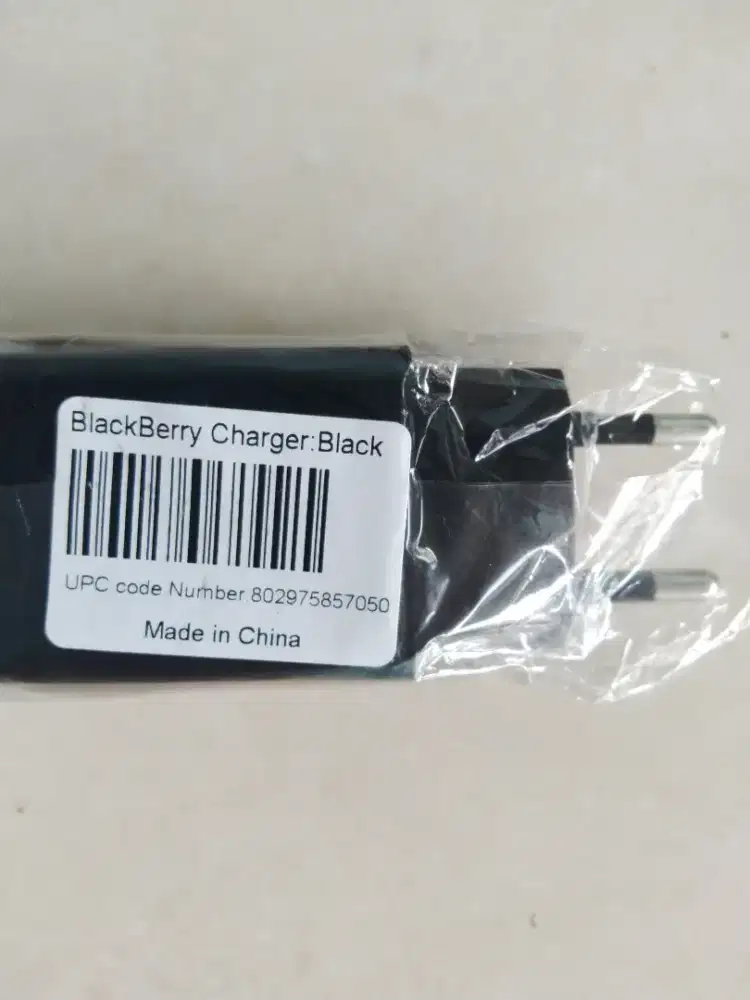 BlackBerry Charger:Black
UPC code Number.802975857050
Made in China